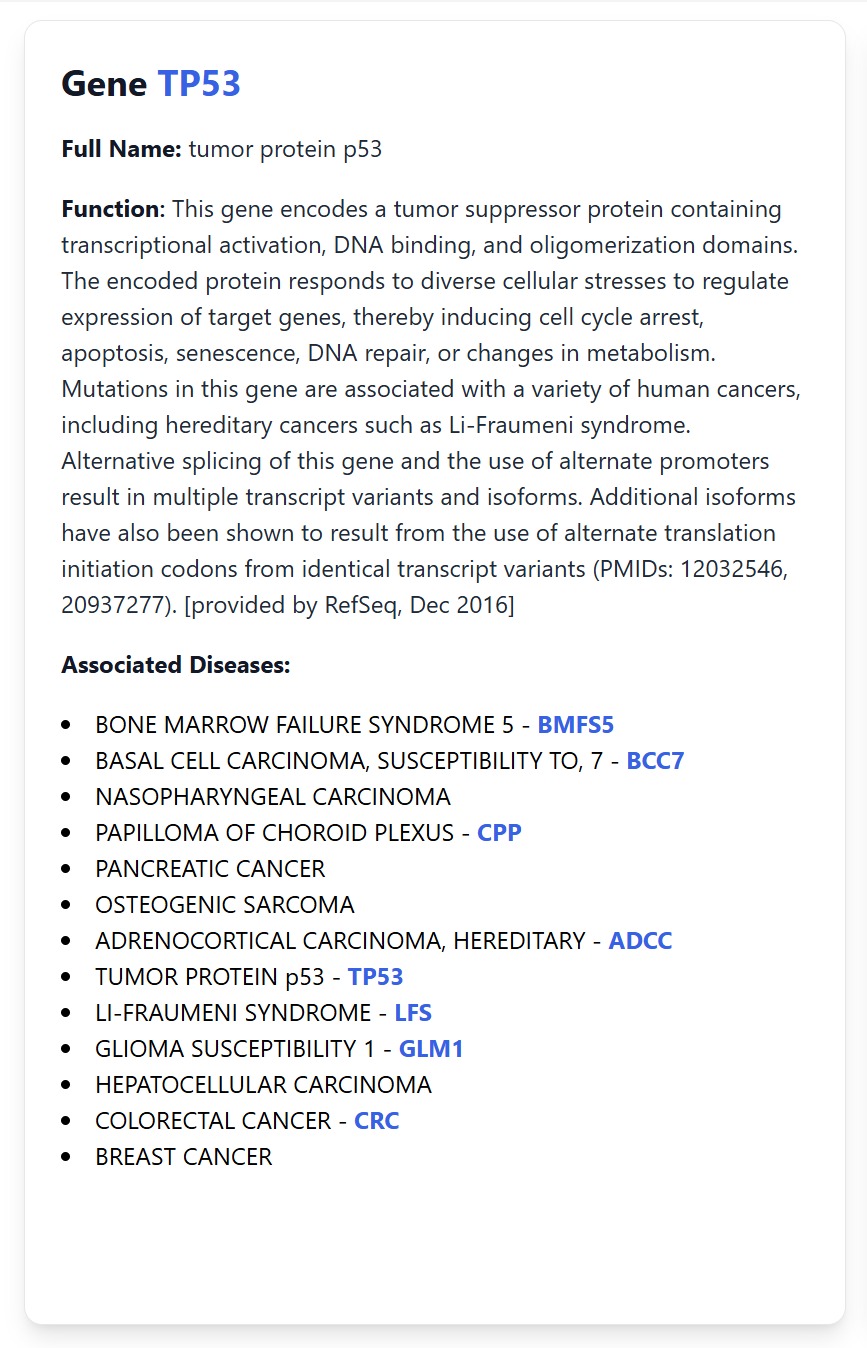 Gene TP53
Full Name: tumor protein p53
Function: This gene encodes a tumor suppressor protein containing
transcriptional activation, DNA binding, and oligomerization domains.
The encoded protein responds to diverse cellular stresses to regulate
expression of target genes, thereby inducing cell cycle arrest,
apoptosis, senescence, DNA repair, or changes in metabolism.
Mutations in this gene are associated with a variety of human cancers,
including hereditary cancers such as Li-Fraumeni syndrome.
Alternative splicing of this gene and the use of alternate promoters
result in multiple transcript variants and isoforms. Additional isoforms
have also been shown to result from the use of alternate translation
initiation codons from identical transcript variants (PMIDs: 12032546,
20937277). [provided by RefSeq, Dec 2016]
Associated Diseases:
• BONE MARROW FAILURE SYNDROME 5 - BMFS5
• BASAL CELL CARCINOMA, SUSCEPTIBILITY TO, 7 - BCC7
• NASOPHARYNGEAL CARCINOMA
• PAPILLOMA OF CHOROID PLEXUS - CPP
• PANCREATIC CANCER
• OSTEOGENIC SARCOMA
• ADRENOCORTICAL CARCINOMA, HEREDITARY - ADCC
• TUMOR PROTEIN p53 - TP53
• LI-FRAUMENI SYNDROME - LFS
• GLIOMA SUSCEPTIBILITY 1 - GLM1
• HEPATOCELLULAR CARCINOMA
• COLORECTAL CANCER - CRC
• BREAST CANCER